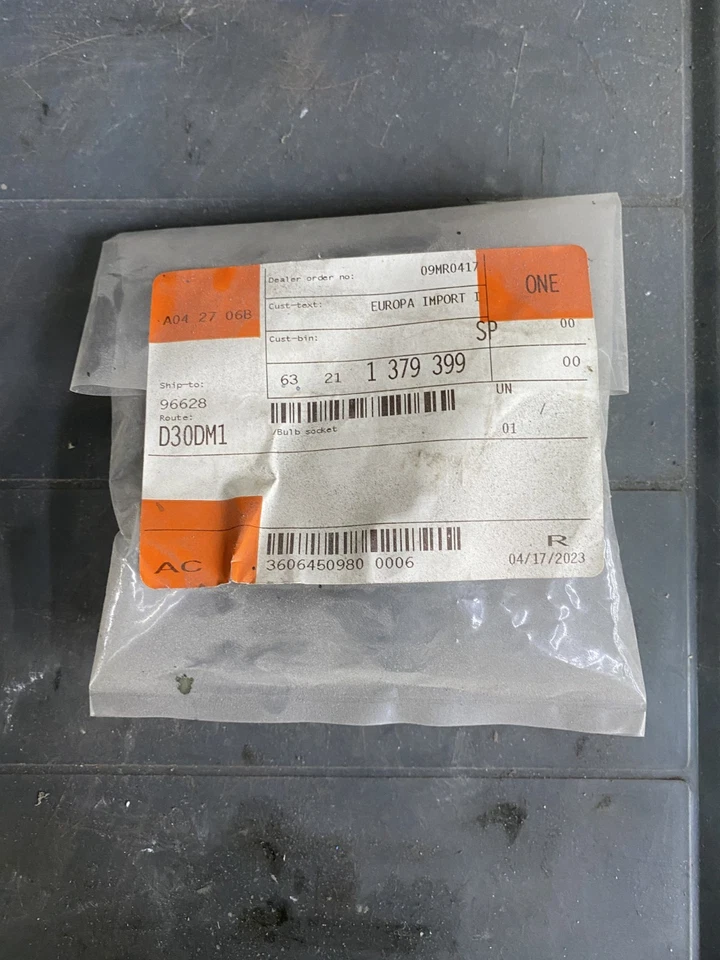 Dealer order no: 09MR0417
ONE
A04 27 06B
Cust-text: EUROPA IMPORT I
Cust-bin: SP 00
63 21 1 379 399 00
Ship-to:
96628
UN
Route:
D30DM1
/Bulb socket
/
01
R
AC
3606450980 0006
04/17/2023